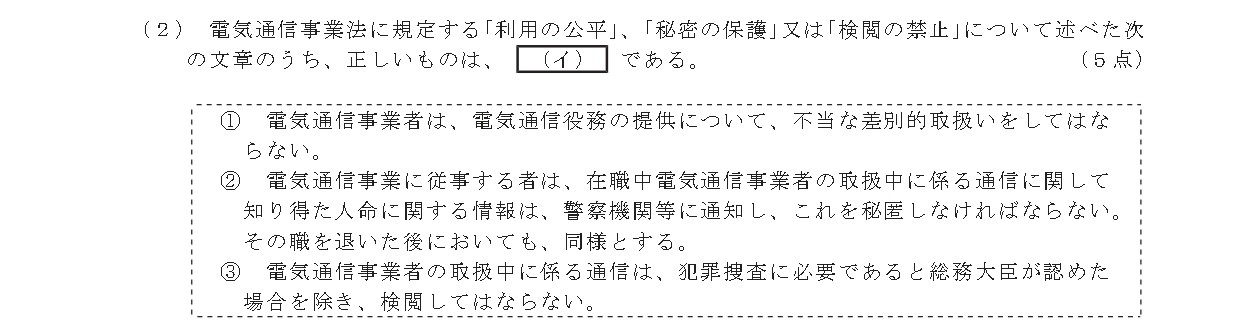 (２) 電気通信事業法に規定する｢利用の公平｣、｢秘密の保護｣又は｢検閲の禁止｣について述べた次
の文章のうち、正しいものは、 (イ) である。 (５点)
① 電気通信事業者は、電気通信役務の提供について、不当な差別的取扱いをしてはな
らない。
② 電気通信事業に従事する者は、在職中電気通信事業者の取扱中に係る通信に関して
知り得た人命に関する情報は、警察機関等に通知し、これを秘匿しなければならない。
その職を退いた後においても、同様とする。
③ 電気通信事業者の取扱中に係る通信は、犯罪捜査に必要であると総務大臣が認めた
場合を除き、検閲してはならない。